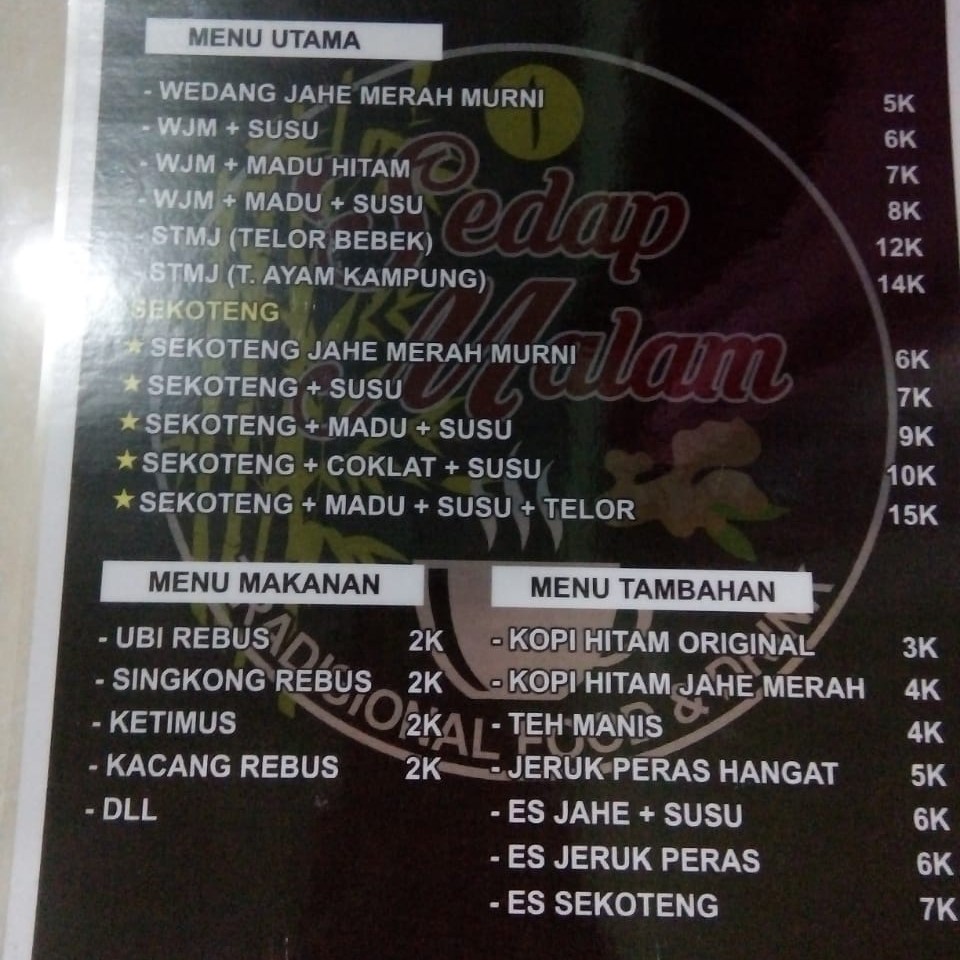 MENU UTAMA
- WEDANG JAHE MERAH MURNI 5K
- WJM + SUSU 6K
- WJM + MADU HITAM 7K
- WJM + MADU + SUSU 8K
- STMJ (TELOR BEBEK) 12K
- STMJ (T. AYAM KAMPUNG) 14K
SEKOTENG
★ SEKOTENG JAHE MERAH MURNI 6K
★ SEKOTENG + SUSU 7K
★ SEKOTENG + MADU + SUSU 9K
★ SEKOTENG + COKLAT + SUSU 10K
★ SEKOTENG + MADU + SUSU + TELOR 15K
Sedap
Malam
TRADISIONAL FOOD & DRINK
MENU MAKANAN
- UBI REBUS 2K
- SINGKONG REBUS 2K
- KETIMUS 2K
- KACANG REBUS 2K
- DLL
MENU TAMBAHAN
- KOPI HITAM ORIGINAL 3K
- KOPI HITAM JAHE MERAH 4K
- TEH MANIS 4K
- JERUK PERAS HANGAT 5K
- ES JAHE + SUSU 6K
- ES JERUK PERAS 6K
- ES SEKOTENG 7K